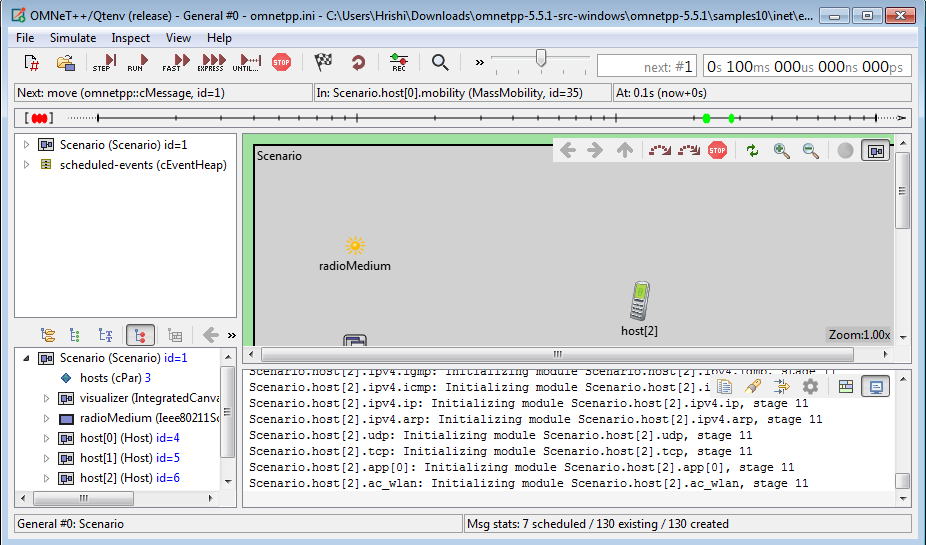 OMNeT++/Qtenv (release) - General #0 - omnetpp.ini - C:\Users\Hrishi\Downloads\omnetpp-5.5.1-src-windows\omnetpp-5.5.1\samples10\inet\e...
File Simulate Inspect View Help
STEP RUN FAST EXPRESS UNTIL... STOP REC » next: #1 0s 100ms 000us 000ns 000ps
Next: move (omnetpp::cMessage, id=1) In: Scenario.host[0].mobility (MassMobility, id=35) At: 0.1s (now+0s)
Scenario (Scenario) id=1
scheduled-events (cEventHeap)
Scenario
STOP
radioMedium
host[2]
Zoom:1.00x
»
Scenario (Scenario) id=1
hosts (cPar) 3
visualizer (IntegratedCanva
radioMedium (Ieee80211Sc
host[0] (Host) id=4
host[1] (Host) id=5
host[2] (Host) id=6
Scenario.host[2].ipv4.igmp: Initializing module Scenario.host[2].ipv4.igmp, stage 11
Scenario.host[2].ipv4.icmp: Initializing module Scenario.host[2].i
Scenario.host[2].ipv4.ip: Initializing module Scenario.host[2].ipv4.ip, stage 11
Scenario.host[2].ipv4.arp: Initializing module Scenario.host[2].ipv4.arp, stage 11
Scenario.host[2].udp: Initializing module Scenario.host[2].udp, stage 11
Scenario.host[2].tcp: Initializing module Scenario.host[2].tcp, stage 11
Scenario.host[2].app[0]: Initializing module Scenario.host[2].app[0], stage 11
Scenario.host[2].ac_wlan: Initializing module Scenario.host[2].ac_wlan, stage 11
General #0: Scenario
Msg stats: 7 scheduled / 130 existing / 130 created